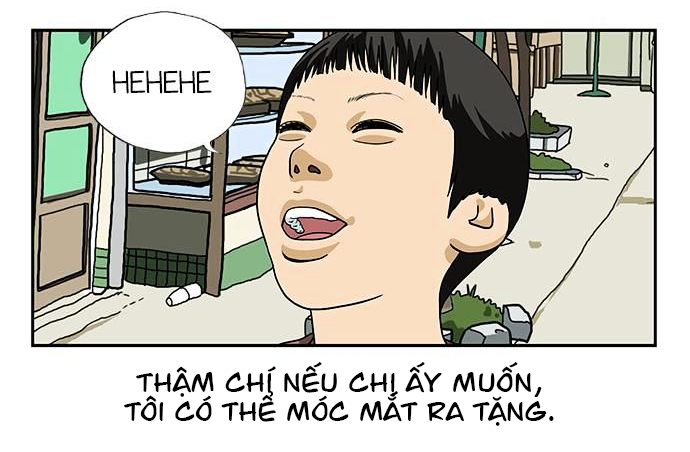 HEHEHE
THẬM CHÍ NẾU CHỊ ẤY MUỐN,
TÔI CÓ THỂ MÓC MẮT RA TẶNG.